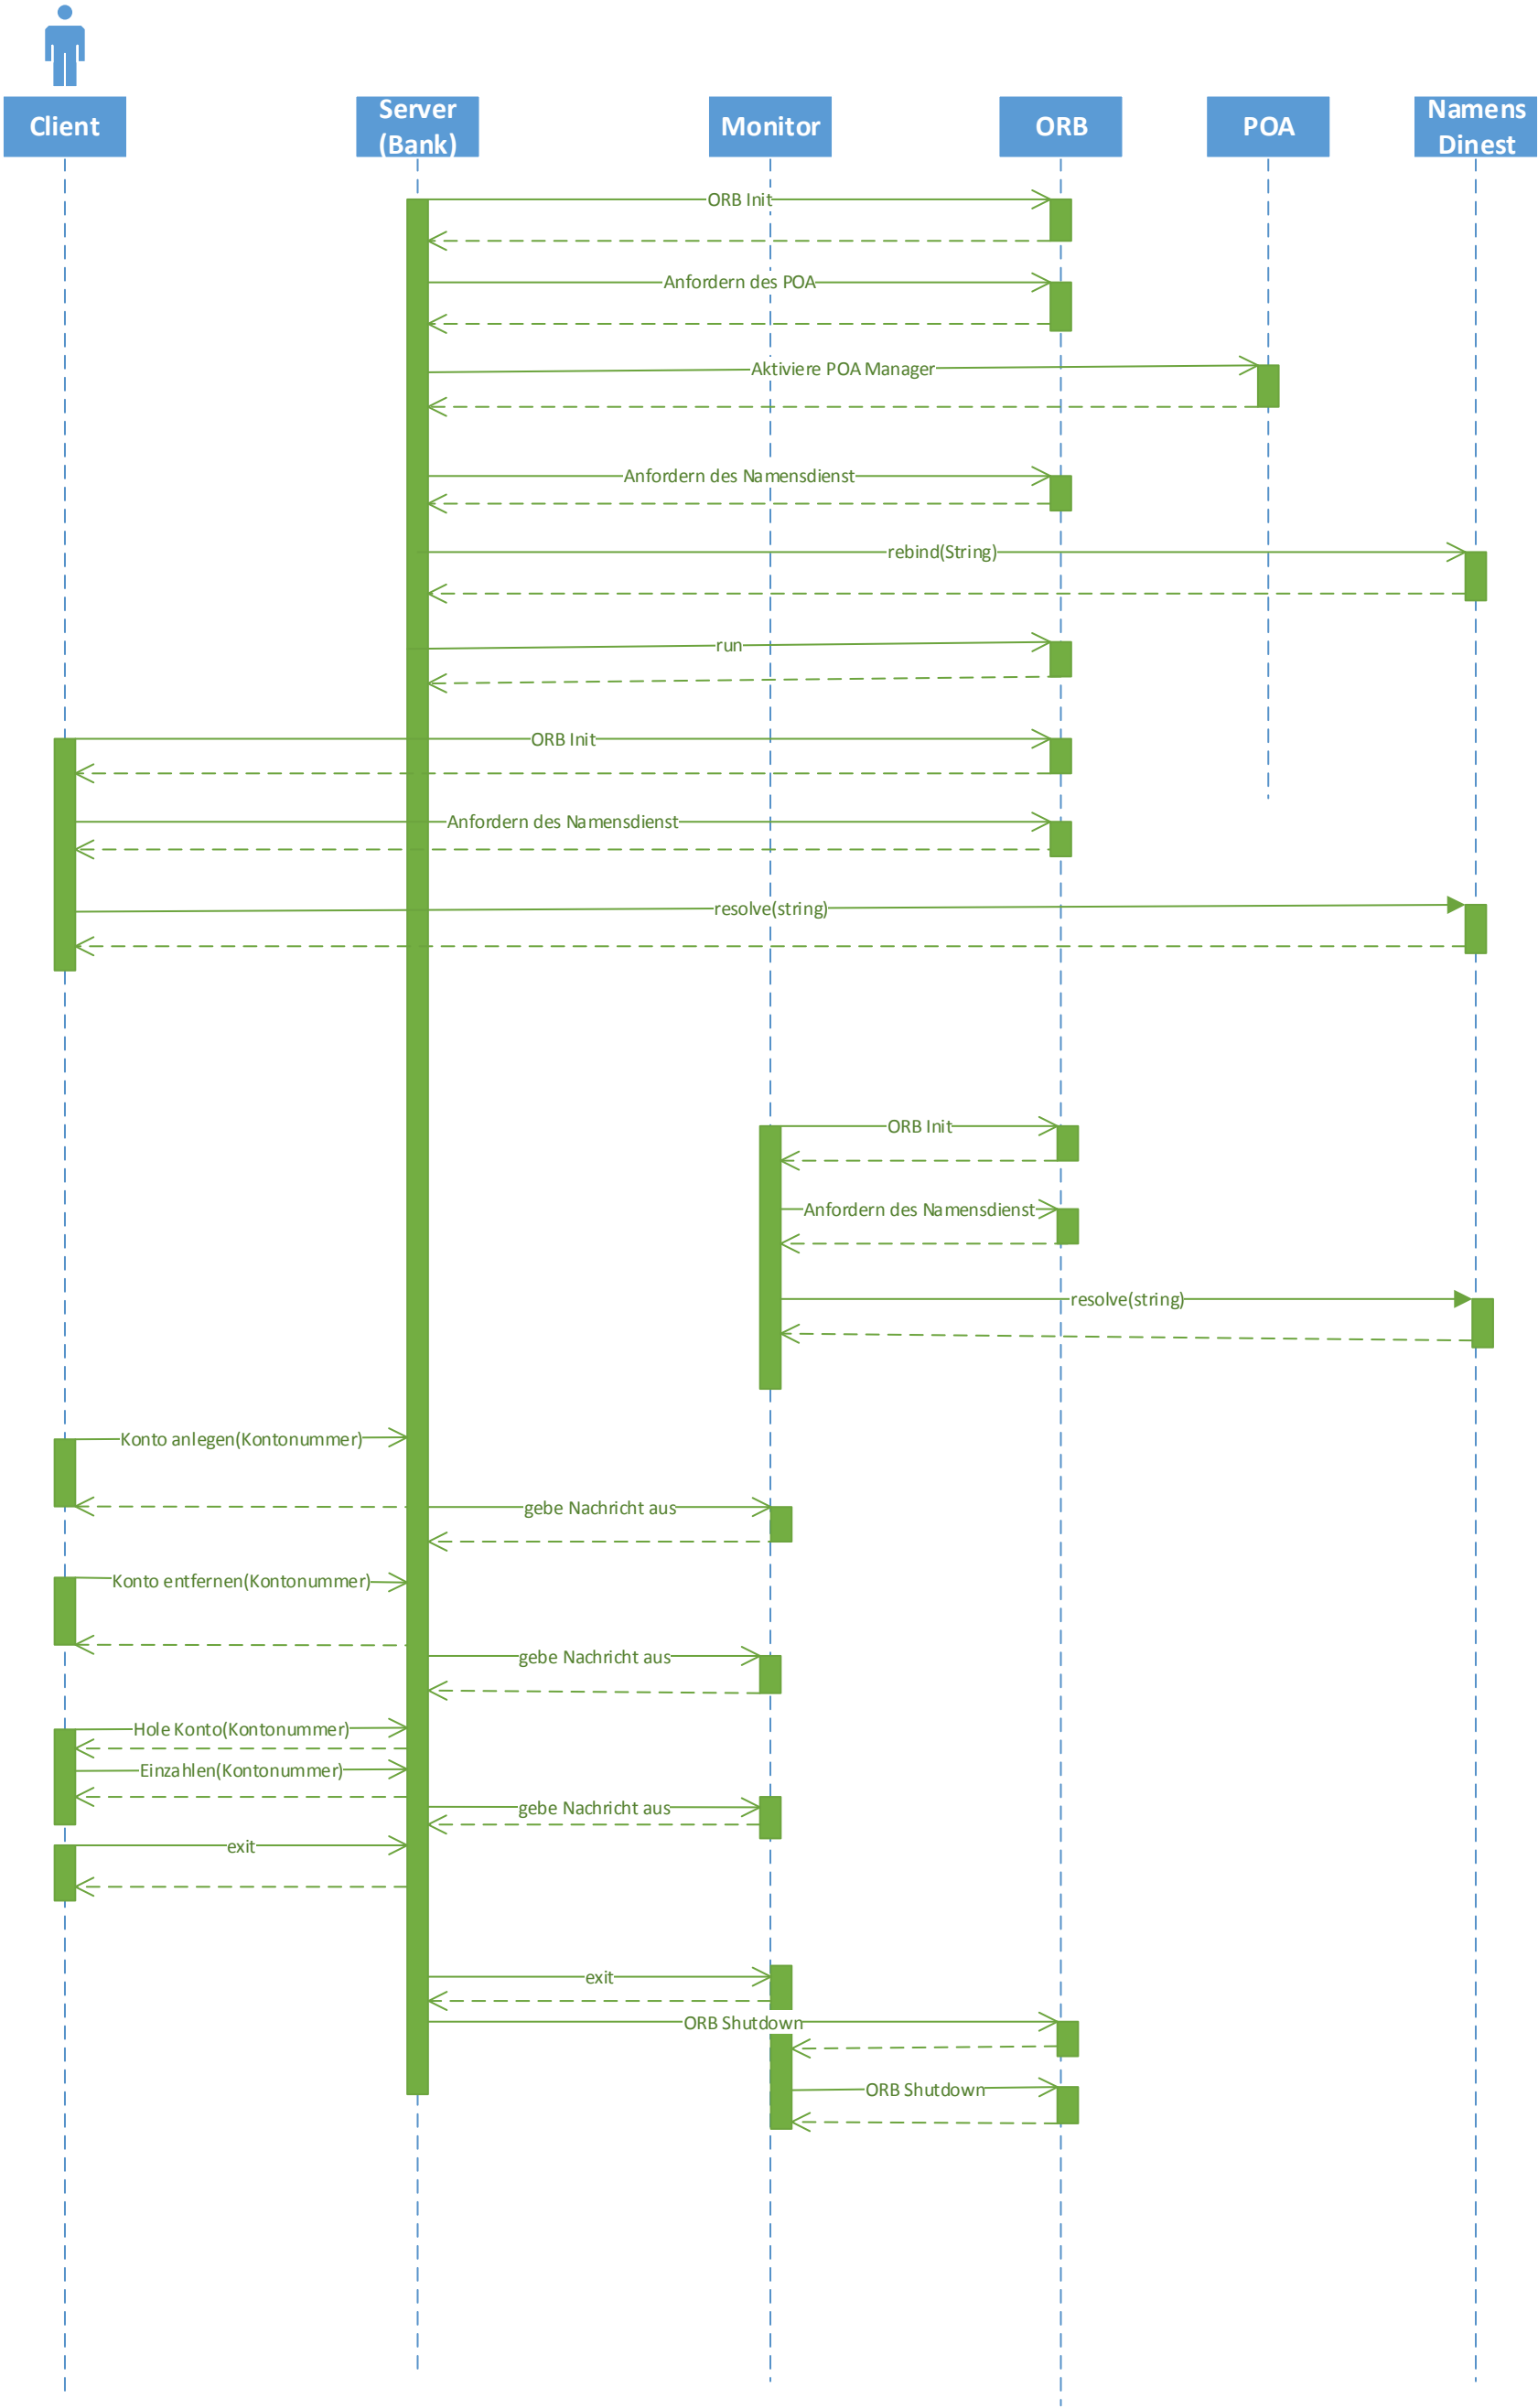 Client
Server
(Bank)
Monitor
ORB
POA
Namens
Dinest
ORB Init
Anfordern des POA
Aktiviere POA Manager
Anfordern des Namensdienst
rebind(String)
run
ORB Init
Anfordern des Namensdienst
resolve(string)
ORB Init
Anfordern des Namensdienst
resolve(string)
Konto anlegen(Kontonummer)
gebe Nachricht aus
Konto entfernen(Kontonummer)
gebe Nachricht aus
Hole Konto(Kontonummer)
Einzahlen(Kontonummer)
gebe Nachricht aus
exit
exit
ORB Shutdown
ORB Shutdown